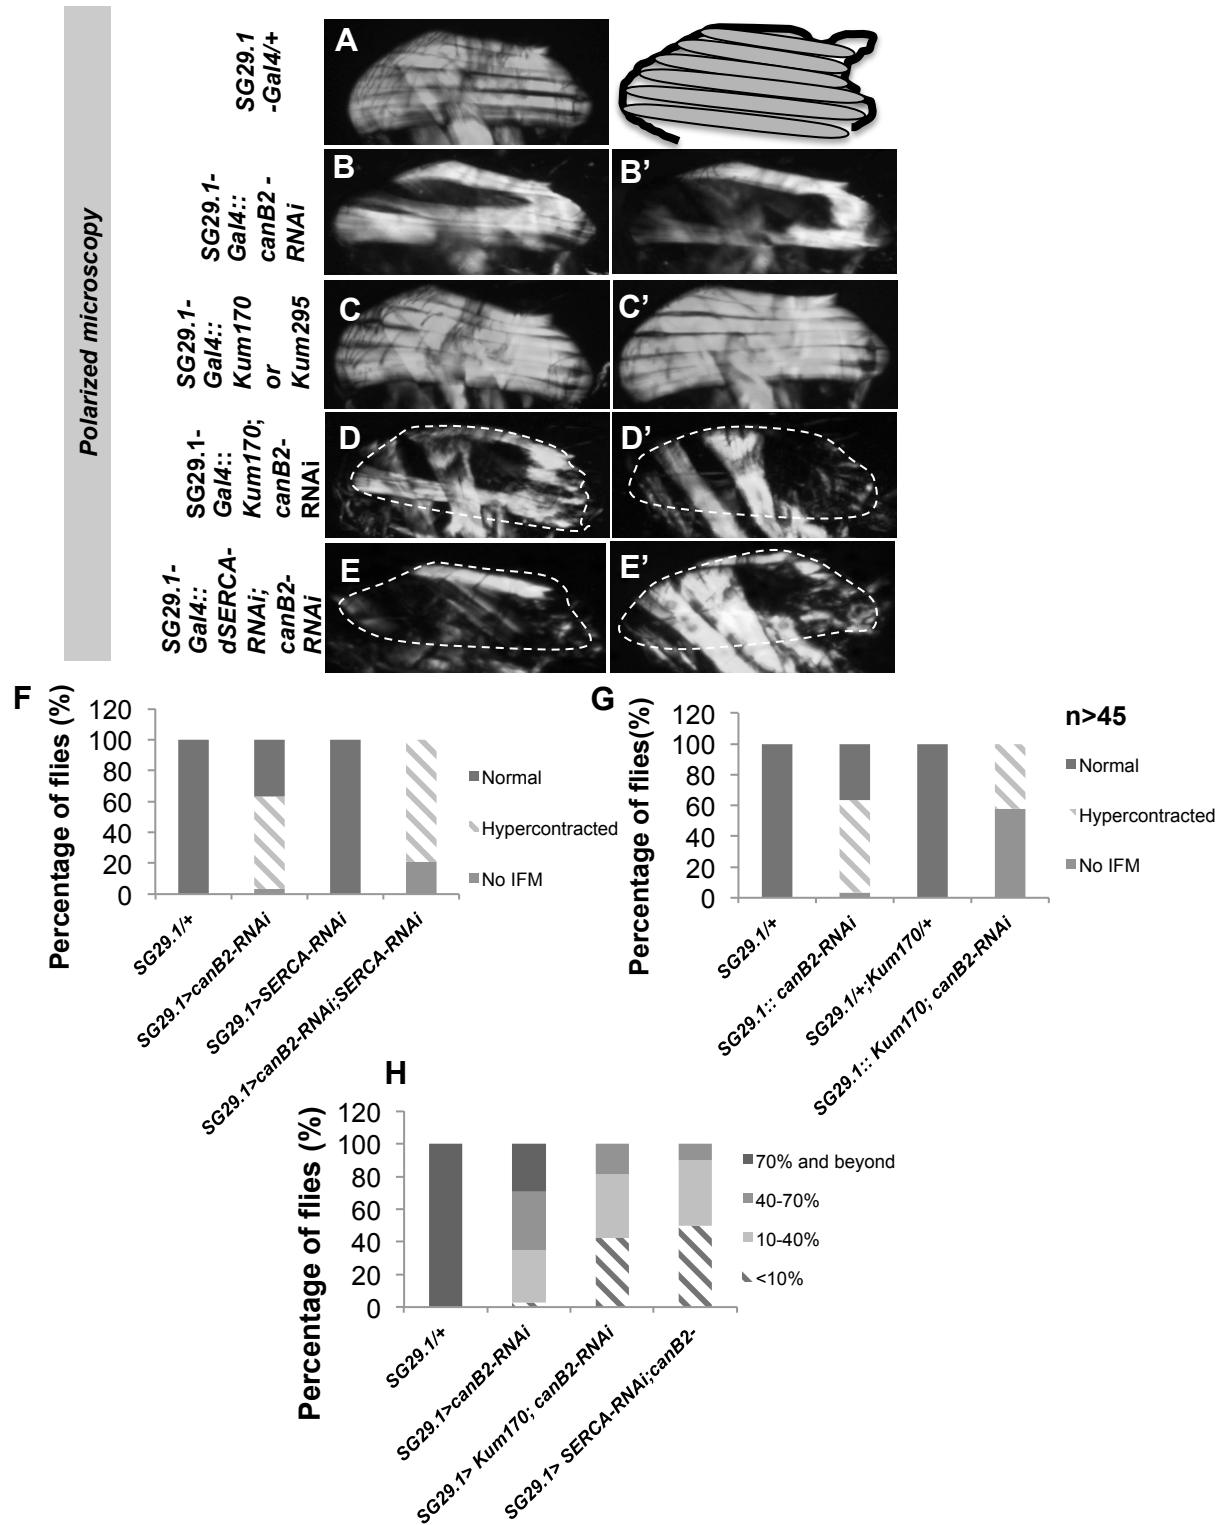 Polarized microscopy
SG29.1
-Gal4/+
A
SG29.1-
Gal4::
canB2 -
RNAi
B
B'
SG29.1-
Gal4::
Kum170
or
Kum295
C
C'
SG29.1-
Gal4::
Kum170;
canB2-
RNAi
D
D'
SG29.1-
Gal4::
dSERCA-
RNAi;
canB2-
RNAi
E
E'
F
Percentage of flies (%)
120
100
80
60
40
20
0
SG29.1/+
SG29.1>canB2-RNAi
SG29.1>SERCA-RNAi
SG29.1>canB2-RNAi;SERCA-RNAi
Normal
Hypercontracted
No IFM
G
Percentage of flies(%)
120
100
80
60
40
20
0
SG29.1/+
SG29.1:: canB2-RNAi
SG29.1/+;Kum170/+
SG29.1:: Kum170; canB2-RNAi
n>45
Normal
Hypercontracted
No IFM
H
Percentage of flies (%)
120
100
80
60
40
20
0
SG29.1/+
SG29.1>canB2-RNAi
SG29.1> Kum170; canB2-RNAi
SG29.1> SERCA-RNAi;canB2-
70% and beyond
40-70%
10-40%
<10%